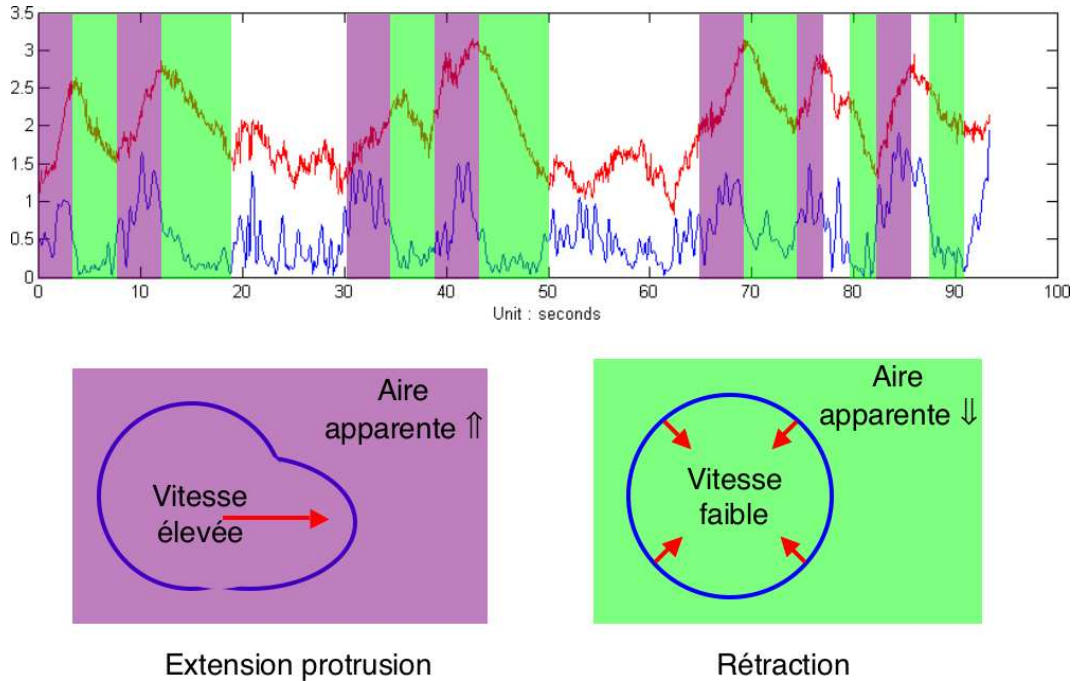 3.5
3
2.5
2
1.5
1
0.5
0
0 10 20 30 40 50 60 70 80 90 100
Unit : seconds
Aire
apparente ⇑
Vitesse
élevée
Extension protrusion
Aire
apparente ⇓
Vitesse
faible
Rétraction